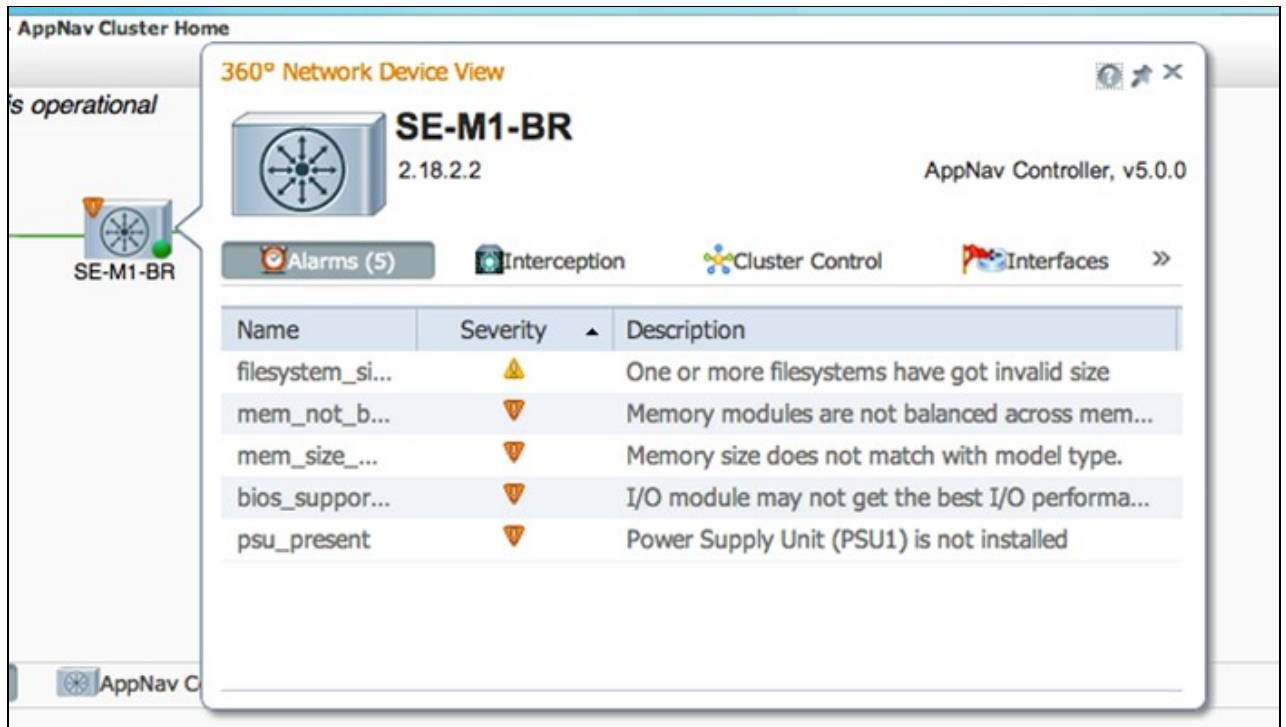 AppNav Cluster Home
360° Network Device View
is operational
SE-M1-BR
2.18.2.2
AppNav Controller, v5.0.0
SE-M1-BR
Alarms (5) Interception Cluster Control Interfaces »
Name Severity Description
filesystem_si... One or more filesystems have got invalid size
mem_not_b... Memory modules are not balanced across mem...
mem_size_... Memory size does not match with model type.
bios_suppor... I/O module may not get the best I/O performa...
psu_present Power Supply Unit (PSU1) is not installed
AppNav C